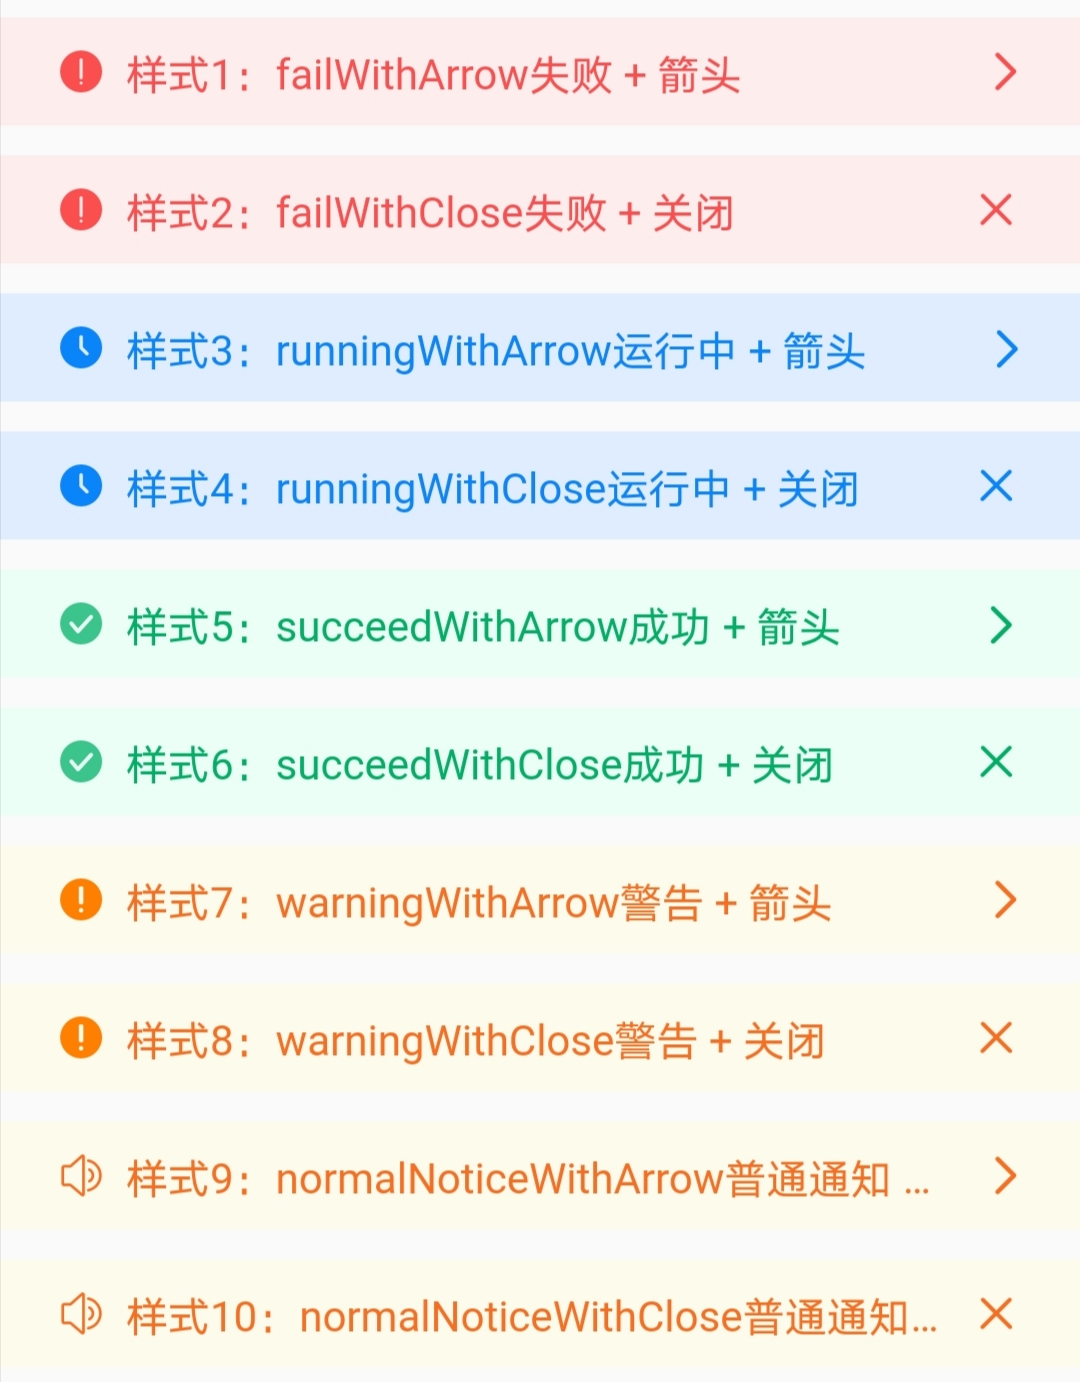 样式1：failWithArrow失败 + 箭头
样式2：failWithClose失败 + 关闭
样式3：runningWithArrow运行中 + 箭头
样式4：runningWithClose运行中 + 关闭
样式5：succeedWithArrow成功 + 箭头
样式6：succeedWithClose成功 + 关闭
样式7：warningWithArrow警告 + 箭头
样式8：warningWithClose警告 + 关闭
样式9：normalNoticeWithArrow普通通知 ...
样式10：normalNoticeWithClose普通通知...